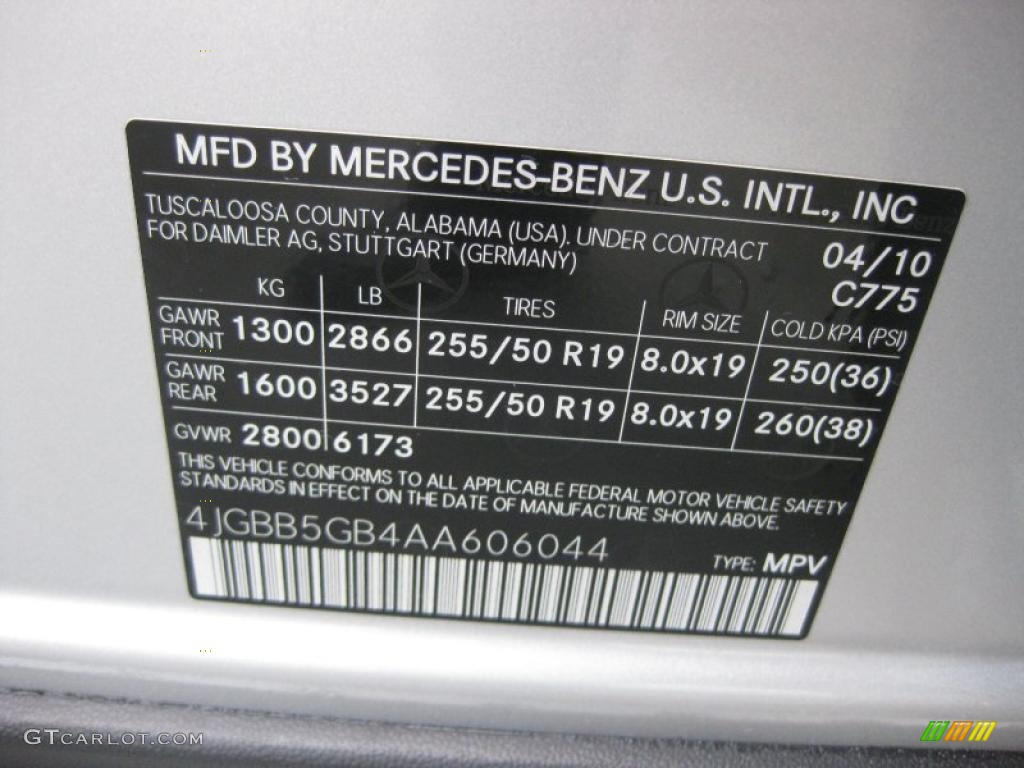 MFD BY MERCEDES-BENZ U.S. INTL., INC
TUSCALOOSA COUNTY, ALABAMA (USA). UNDER CONTRACT
FOR DAIMLER AG, STUTTGART (GERMANY)
04/10
C775
KG LB TIRES RIM SIZE COLD KPA (PSI)
GAWR FRONT 1300 2866 255/50 R19 8.0x19 250(36)
GAWR REAR 1600 3527 255/50 R19 8.0x19 260(38)
GVWR 2800 6173
THIS VEHICLE CONFORMS TO ALL APPLICABLE FEDERAL MOTOR VEHICLE SAFETY
STANDARDS IN EFFECT ON THE DATE OF MANUFACTURE SHOWN ABOVE.
4JGBB5GB4AA606044
TYPE: MPV
GTCARLOT.COM